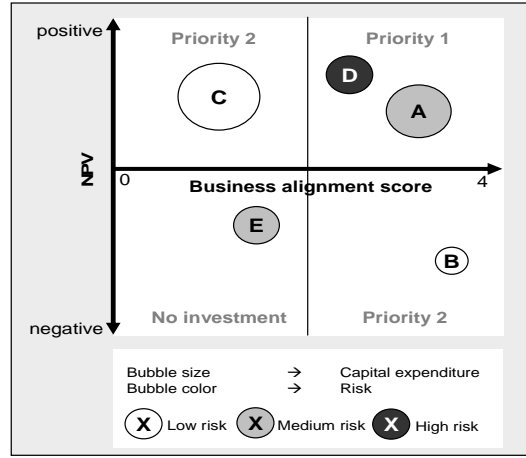 positive
Priority 2 Priority 1
D
C
A
NPV
0 4
Business alignment score
E
B
No investment Priority 2
negative
Bubble size → Capital expenditure
Bubble color → Risk
X Low risk X Medium risk X High risk